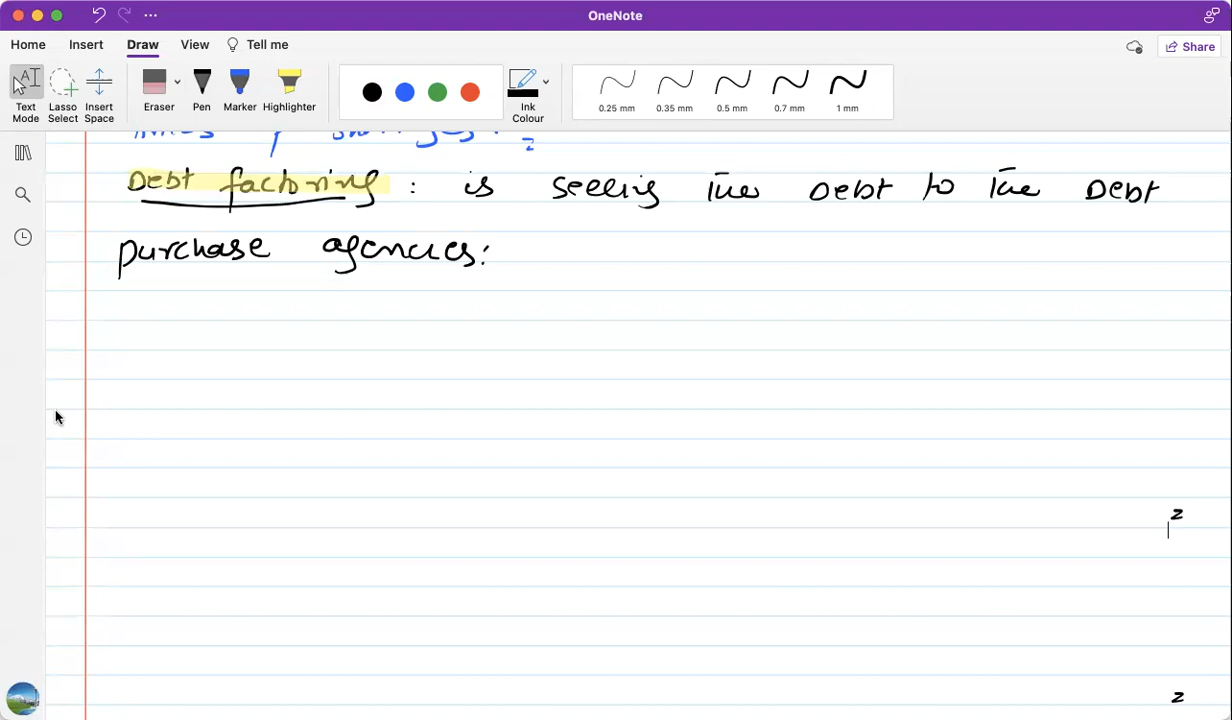 OneNote
Home Insert Draw View Tell me Share
Text Mode
Lasso Select
Insert Space
Eraser Pen Marker Highlighter
Ink Colour
0.25 mm 0.35 mm 0.5 mm 0.7 mm 1 mm
Debt factoring : is selling the Debt to the Debt
purchase agencies:
z
z